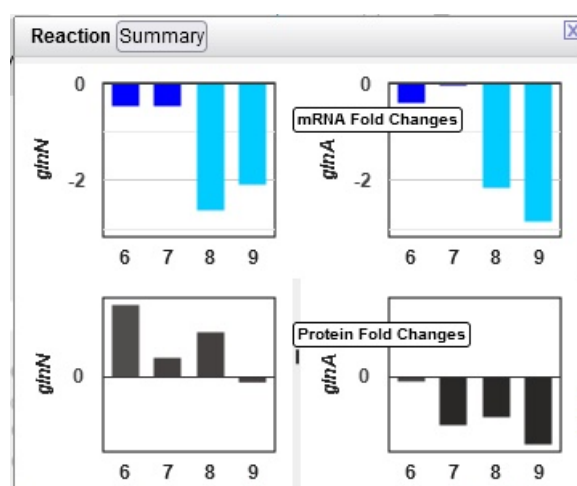 Reaction Summary X
0 0
mRNA Fold Changes
glnN glnA
-2 -2
6 7 8 9 6 7 8 9
Protein Fold Changes
glnN glnA
0 0
6 7 8 9 6 7 8 9